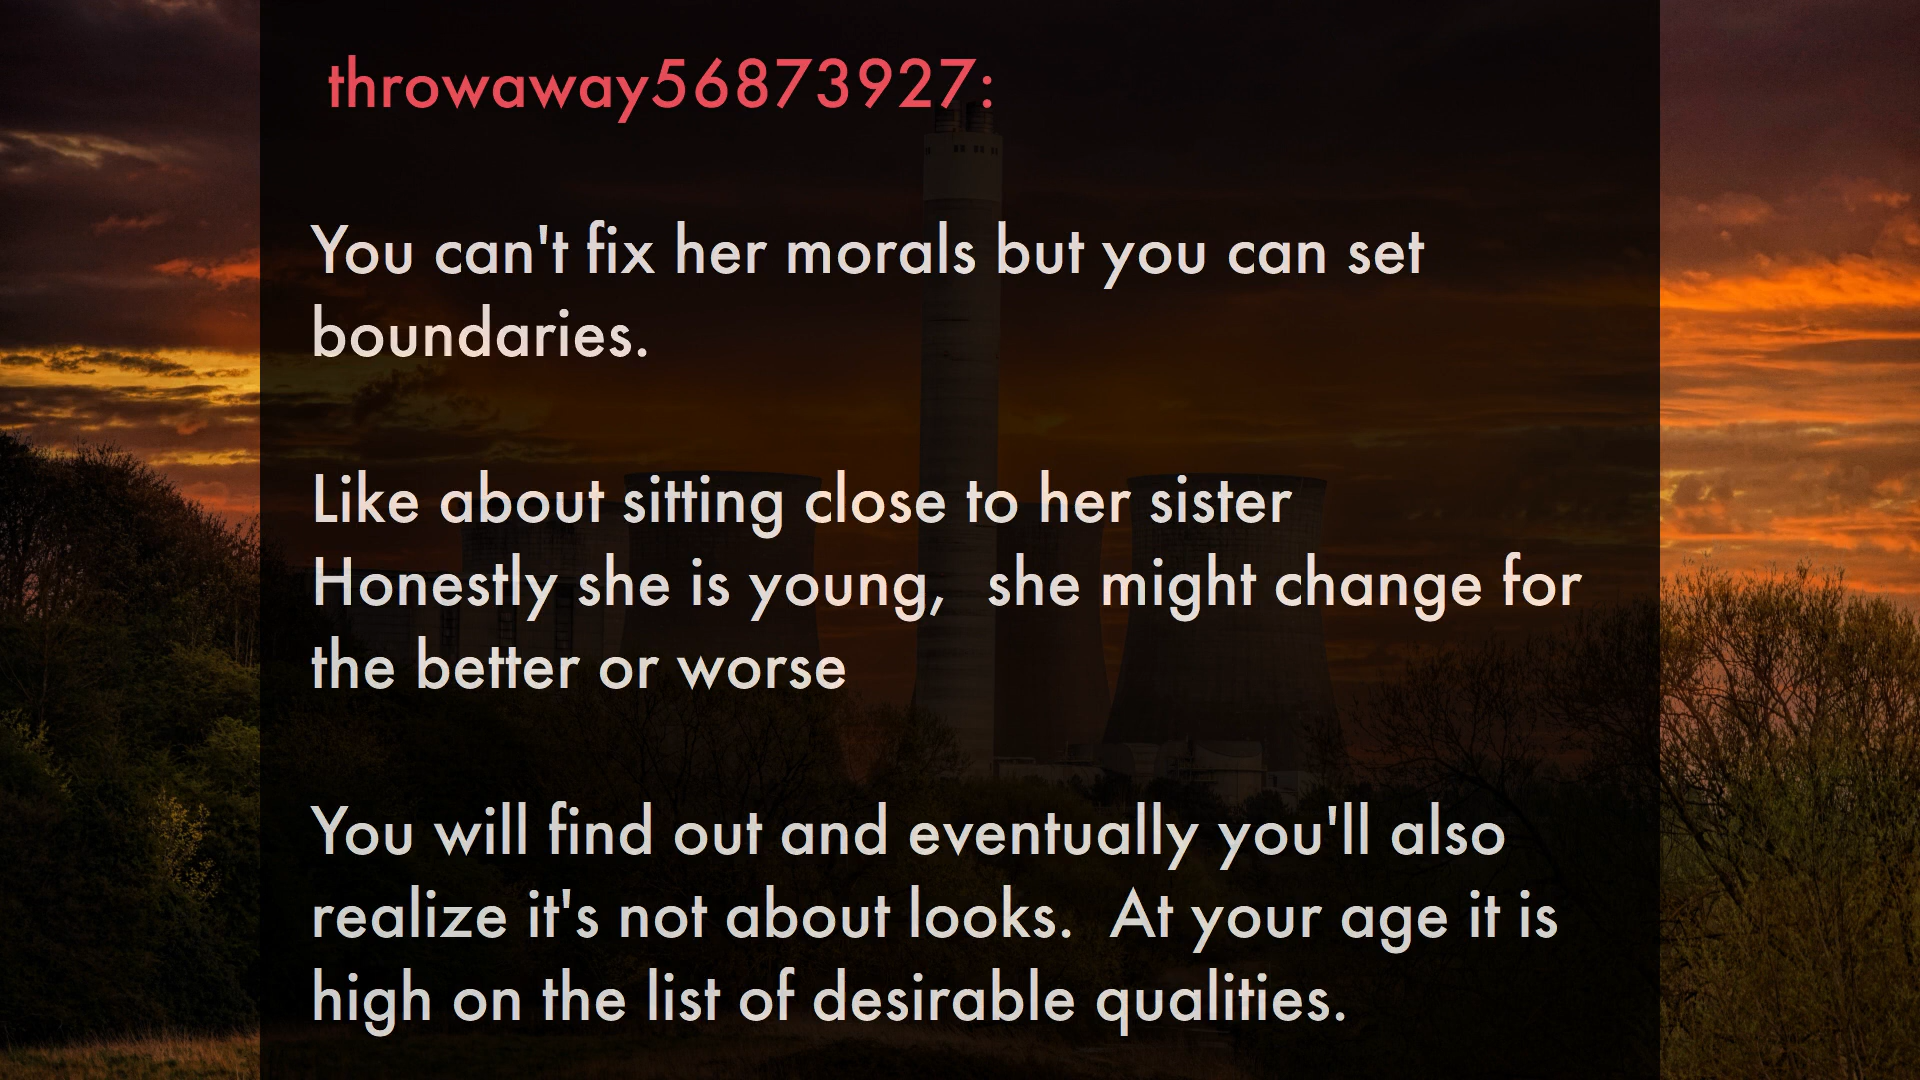 throwaway56873927:
You can't fix her morals but you can set
boundaries.
Like about sitting close to her sister
Honestly she is young,  she might change for
the better or worse
You will find out and eventually you'll also
realize it's not about looks.  At your age it is
high on the list of desirable qualities.